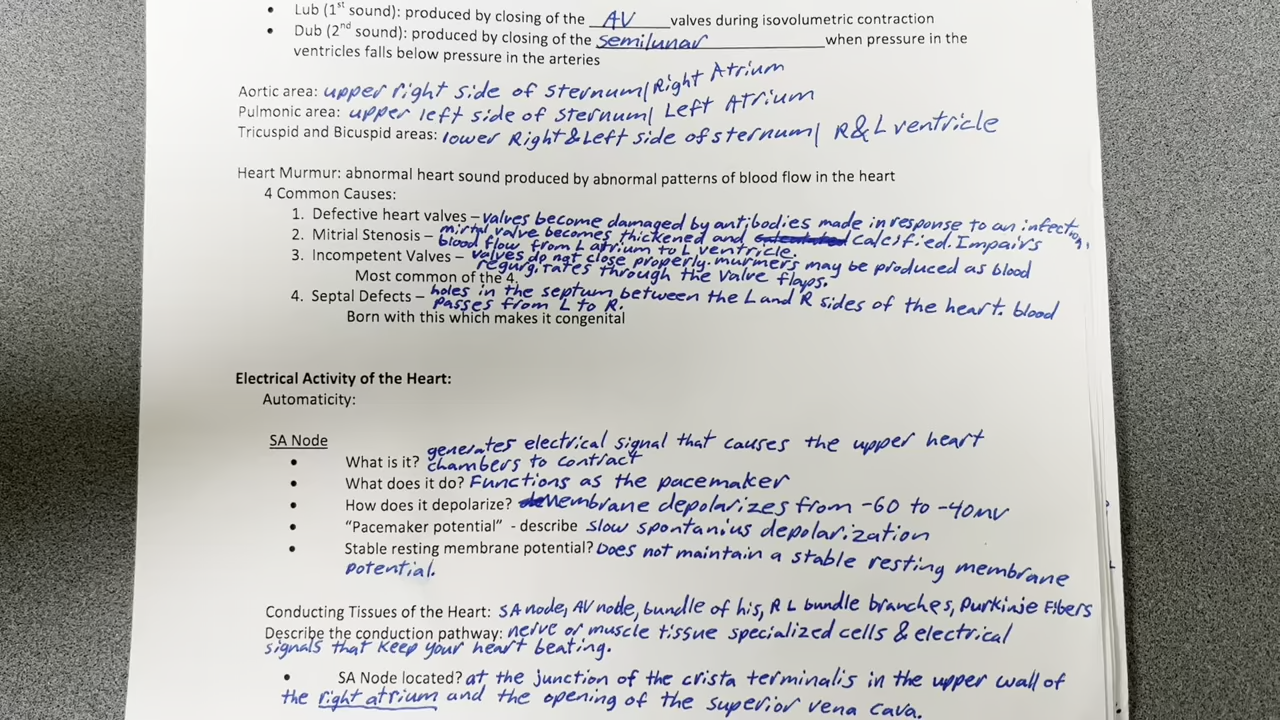 • Lub (1st sound): produced by closing of the AV valves during isovolumetric contraction
• Dub (2nd sound): produced by closing of the semilunar when pressure in the
ventricles falls below pressure in the arteries
Aortic area: upper right side of sternum/Right Atrium
Pulmonic area: upper left side of sternum/ Left Atrium
Tricuspid and Bicuspid areas: lower Right & Left side of sternum/ R&L ventricle
Heart Murmur: abnormal heart sound produced by abnormal patterns of blood flow in the heart
4 Common Causes:
1. Defective heart valves – valves become damaged by antibodies made in response to an infection.
2. Mitrial Stenosis – mirtal valve becomes thickened and calcified. Impairs
blood flow from L atrium to L ventricle.
3. Incompetent Valves – valves do not close properly. murmers may be produced as blood
regurgitates through the valve flaps.
Most common of the 4.
4. Septal Defects – holes in the septum between the L and R sides of the heart. blood
passes from L to R.
Born with this which makes it congenital
Electrical Activity of the Heart:
Automaticity:
SA Node
• What is it? generates electrical signal that causes the upper heart
chambers to contract
• What does it do? Functions as the pacemaker
• How does it depolarize? Membrane depolarizes from -60 to -40mv
• "Pacemaker potential" - describe slow spontanius depolarization
• Stable resting membrane potential? Does not maintain a stable resting membrane
potential.
Conducting Tissues of the Heart: SA node, AV node, bundle of his, R L bundle branches, Purkinje Fibers
Describe the conduction pathway: nerve or muscle tissue specialized cells & electrical
signals that keep your heart beating.
• SA Node located? at the junction of the crista terminalis in the upper wall of
the right atrium and the opening of the superior vena cava.